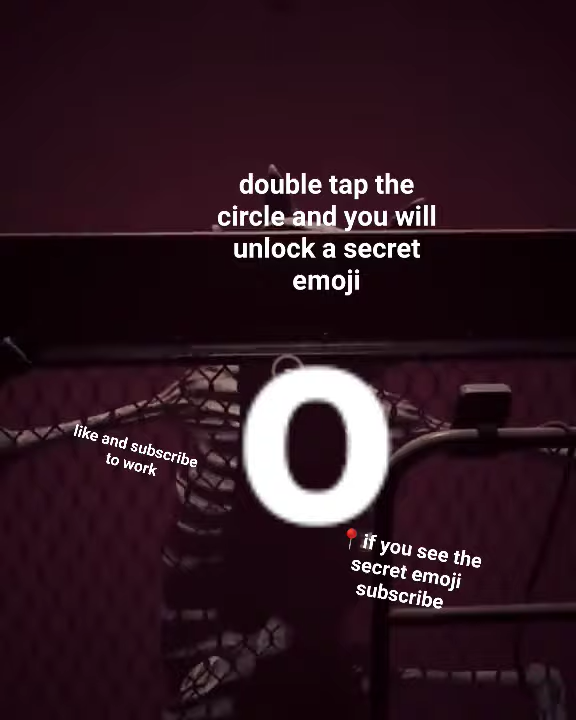 double tap the
circle and you will
unlock a secret
emoji
O
like and subscribe
to work
📍if you see the
secret emoji
subscribe